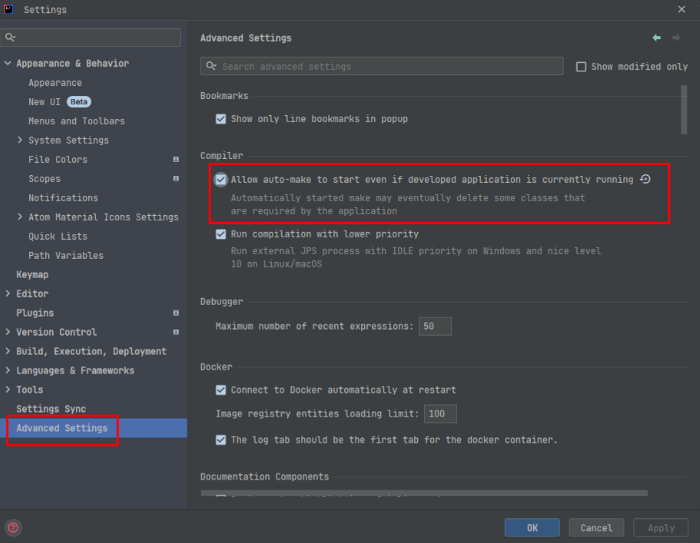 Settings
Advanced Settings
Search advanced settings
Show modified only
Appearance & Behavior
Appearance
New UI Beta
Menus and Toolbars
System Settings
File Colors
Scopes
Notifications
Atom Material Icons Settings
Quick Lists
Path Variables
Keymap
Editor
Plugins
Version Control
Build, Execution, Deployment
Languages & Frameworks
Tools
Settings Sync
Advanced Settings
Bookmarks
Show only line bookmarks in popup
Compiler
Allow auto-make to start even if developed application is currently running
Automatically started make may eventually delete some classes that
are required by the application
Run compilation with lower priority
Run external JPS process with IDLE priority on Windows and nice level
10 on Linux/macOS
Debugger
Maximum number of recent expressions: 50
Docker
Connect to Docker automatically at restart
Image registry entities loading limit: 100
The log tab should be the first tab for the docker container.
Documentation Components
?
OK
Cancel
Apply